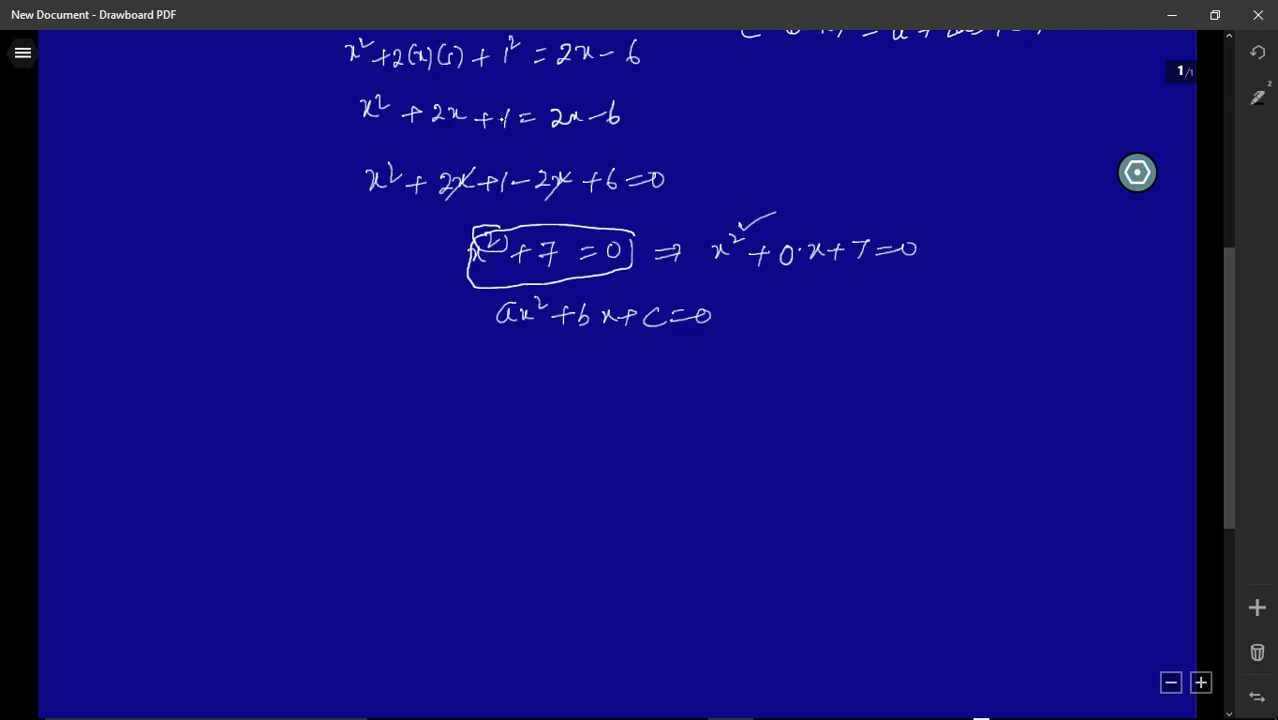 New Document - Drawboard PDF
1/1
2
x²+2(x)(1)+1²=2x-6
x²+2x+1=2x-6
x²+2x+1-2x+6=0
x²+7=0 ⇒ x²+0·x+7=0
ax²+bx+c=0